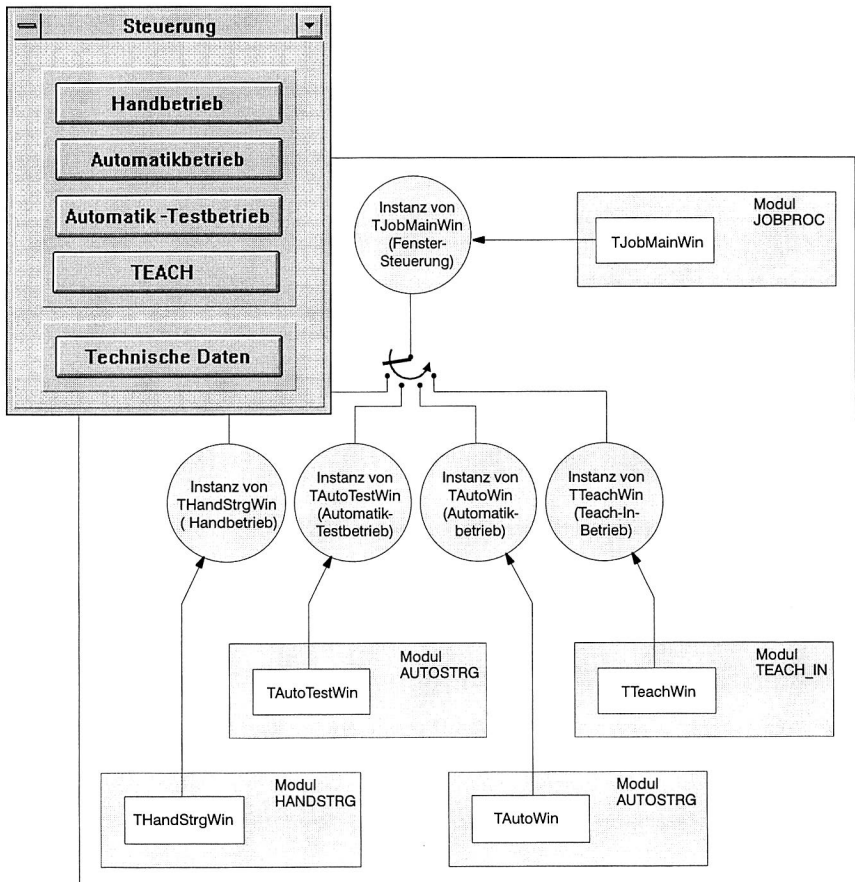 Steuerung
Handbetrieb
Automatikbetrieb
Automatik -Testbetrieb
TEACH
Technische Daten
Instanz von
TJobMainWin
(Fenster-
Steuerung)
Modul
JOBPROC
TJobMainWin
Instanz von
THandStrgWin
( Handbetrieb)
Instanz von
TAutoTestWin
(Automatik-
Testbetrieb)
Instanz von
TAutoWin
(Automatik-
betrieb)
Instanz von
TTeachWin
(Teach-In-
Betrieb)
Modul
AUTOSTRG
TAutoTestWin
Modul
TEACH_IN
TTeachWin
Modul
HANDSTRG
THandStrgWin
Modul
AUTOSTRG
TAutoWin